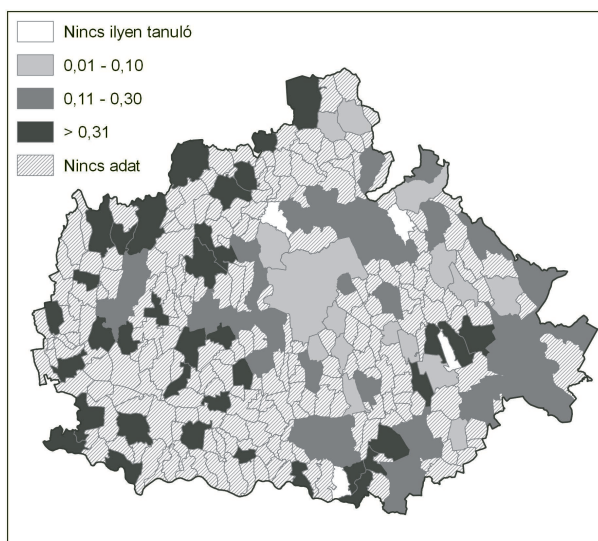 Nincs ilyen tanuló
0,01 - 0,10
0,11 - 0,30
> 0,31
Nincs adat